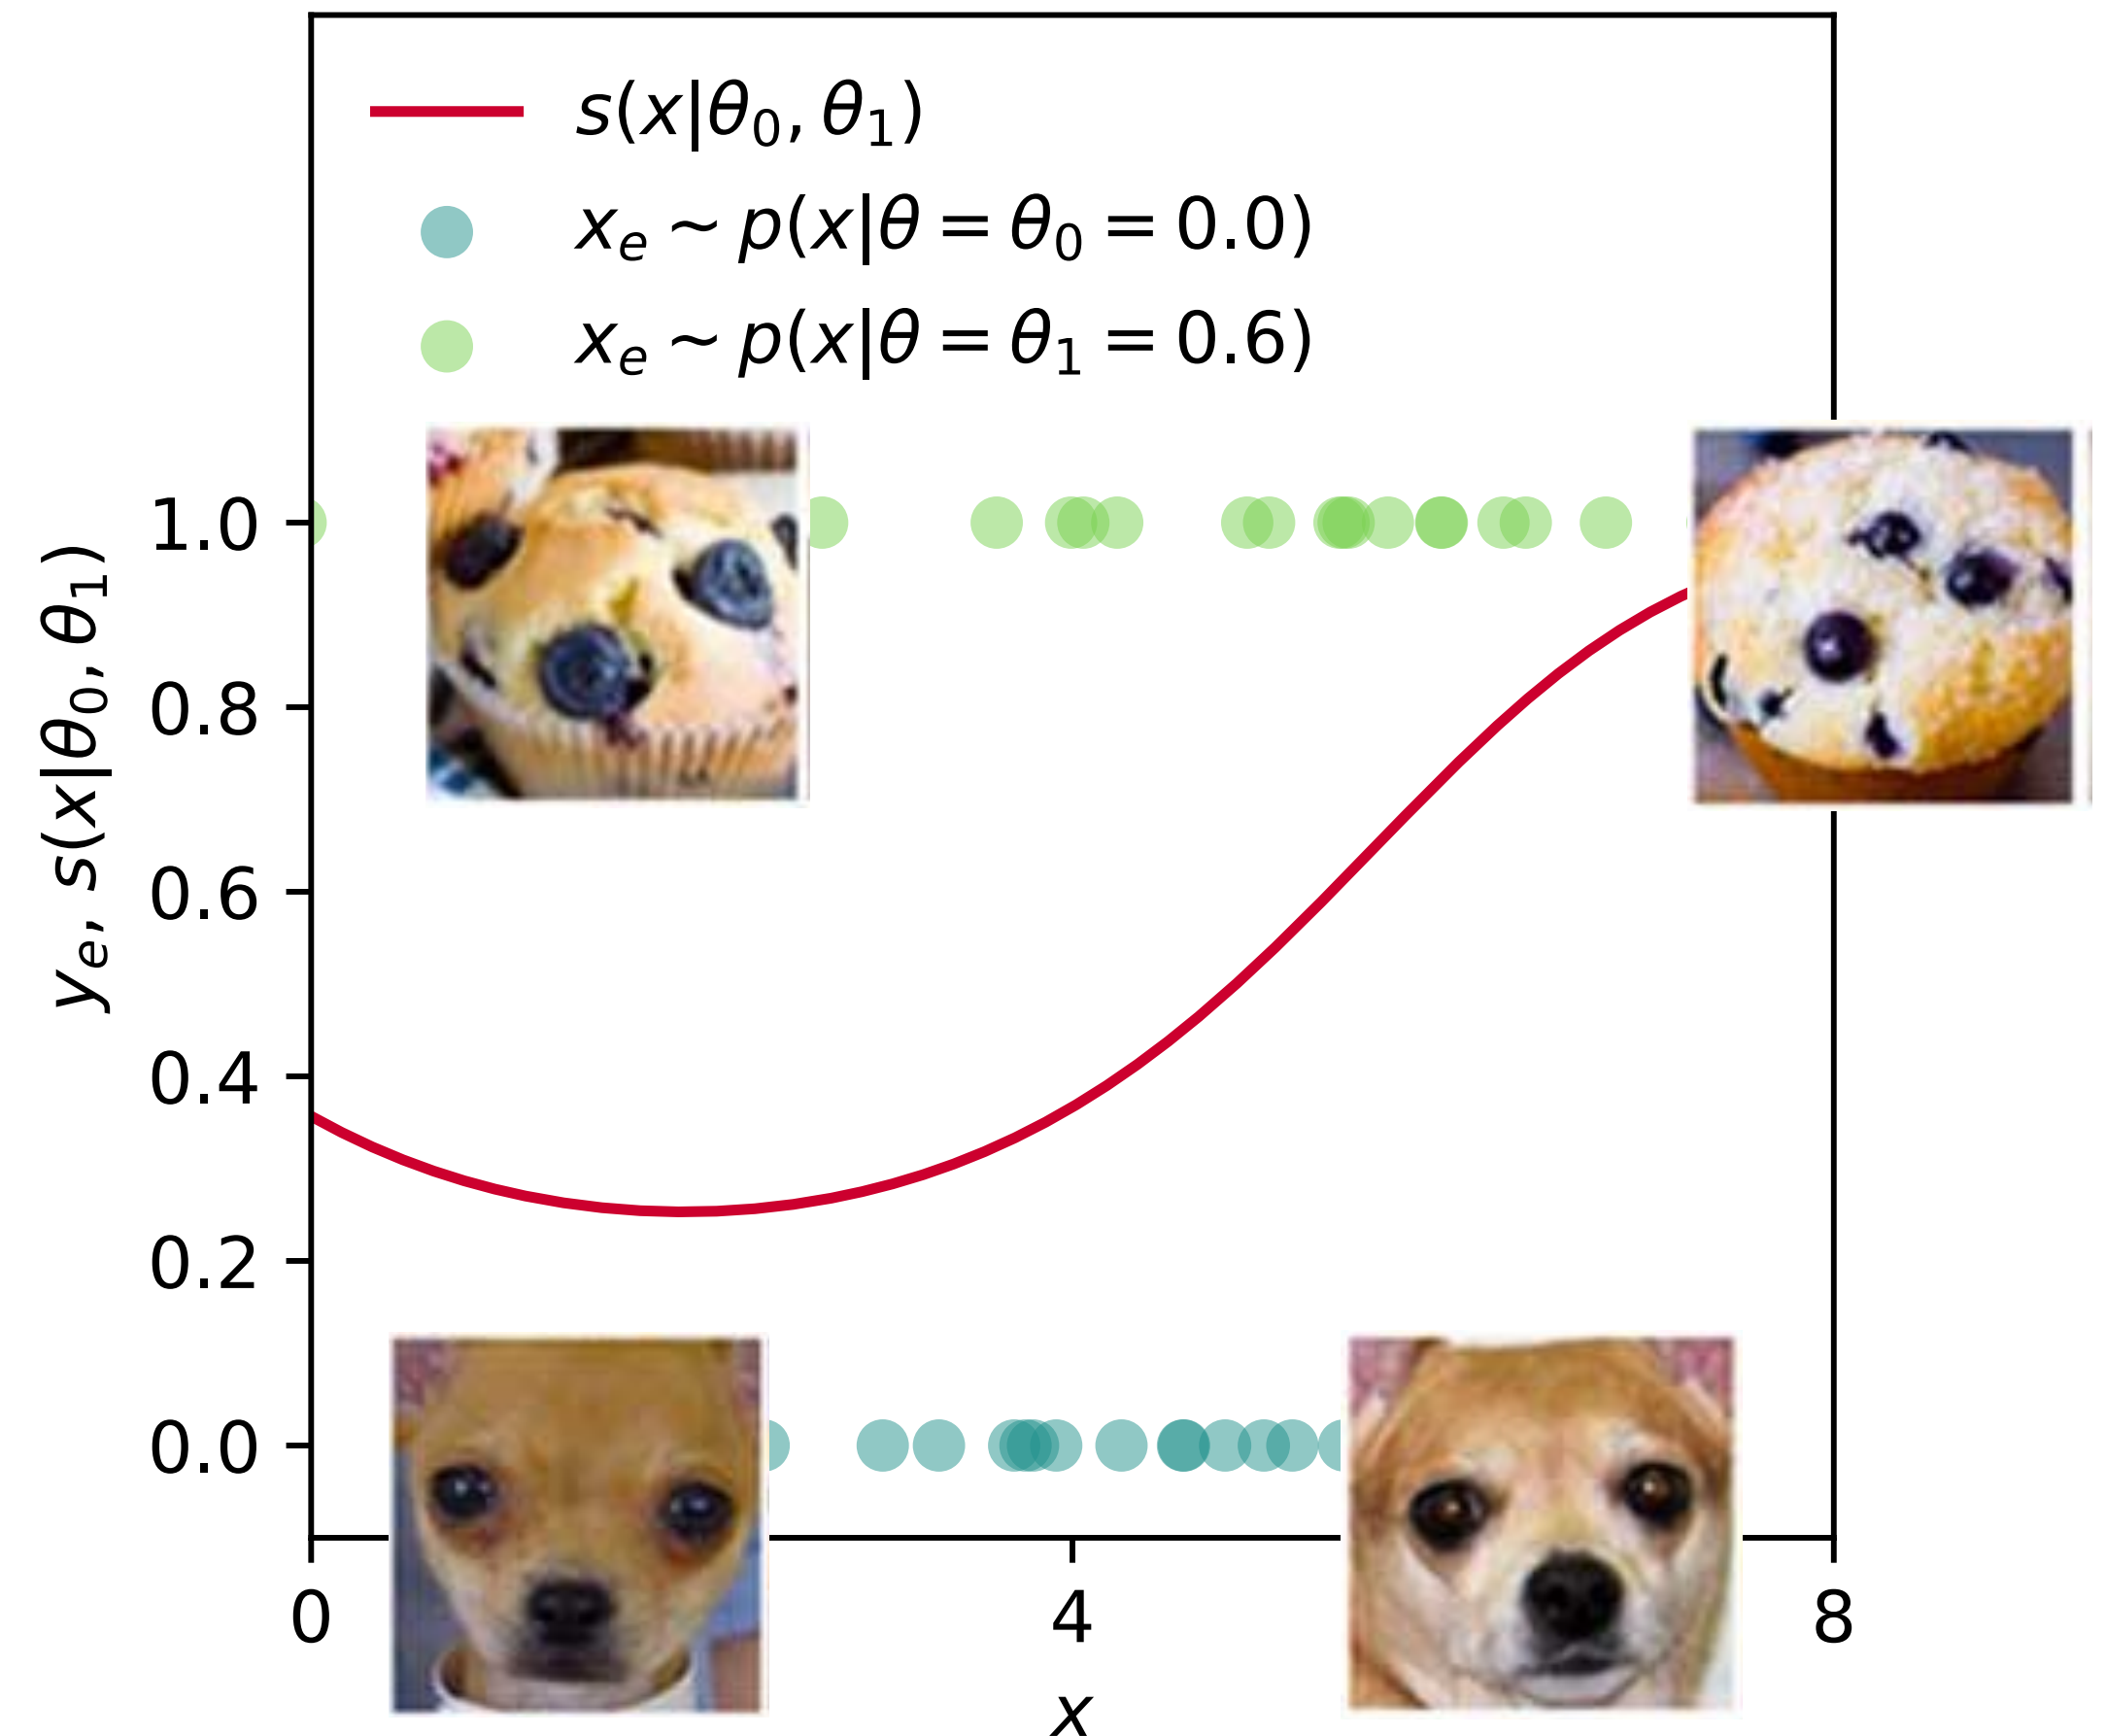 s(x|θ₀, θ₁)
xₑ ~ p(x|θ = θ₀ = 0.0)
xₑ ~ p(x|θ = θ₁ = 0.6)
yₑ, s(x|θ₀, θ₁)
1.0
0.8
0.6
0.4
0.2
0.0
0 4 8
x